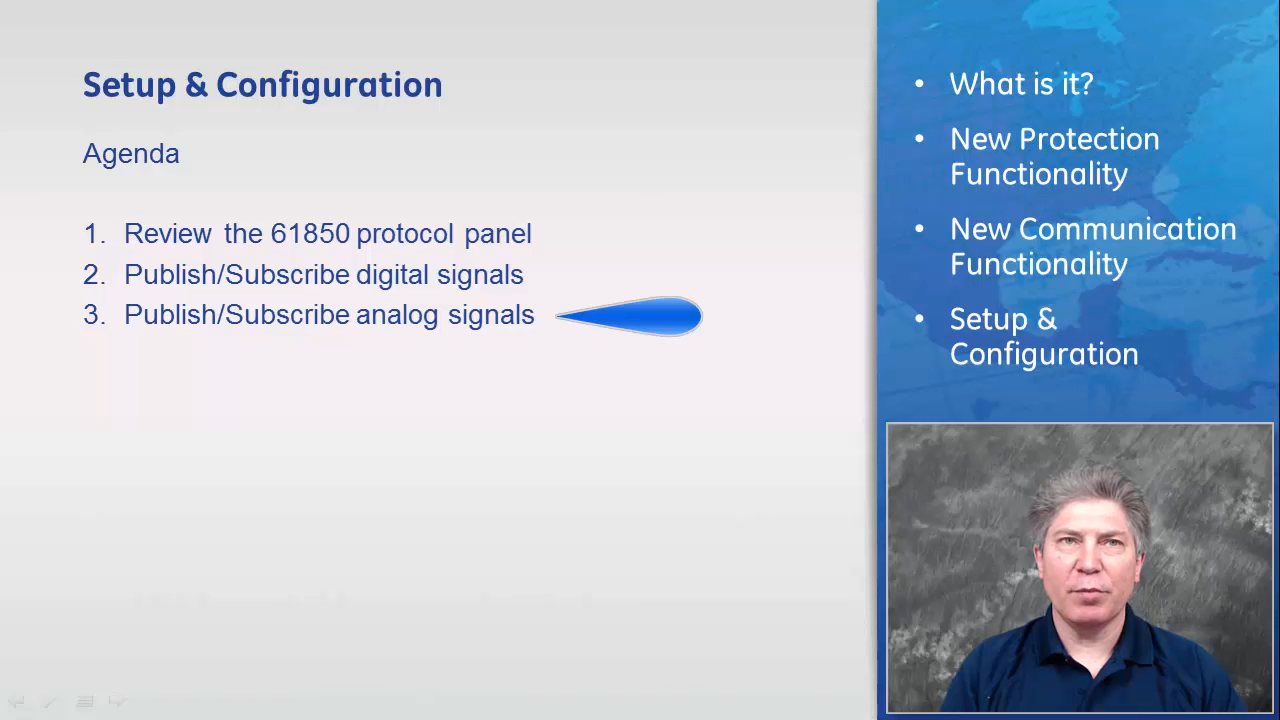 Setup & Configuration
Agenda
1. Review the 61850 protocol panel
2. Publish/Subscribe digital signals
3. Publish/Subscribe analog signals
• What is it?
• New Protection
Functionality
• New Communication
Functionality
• Setup &
Configuration